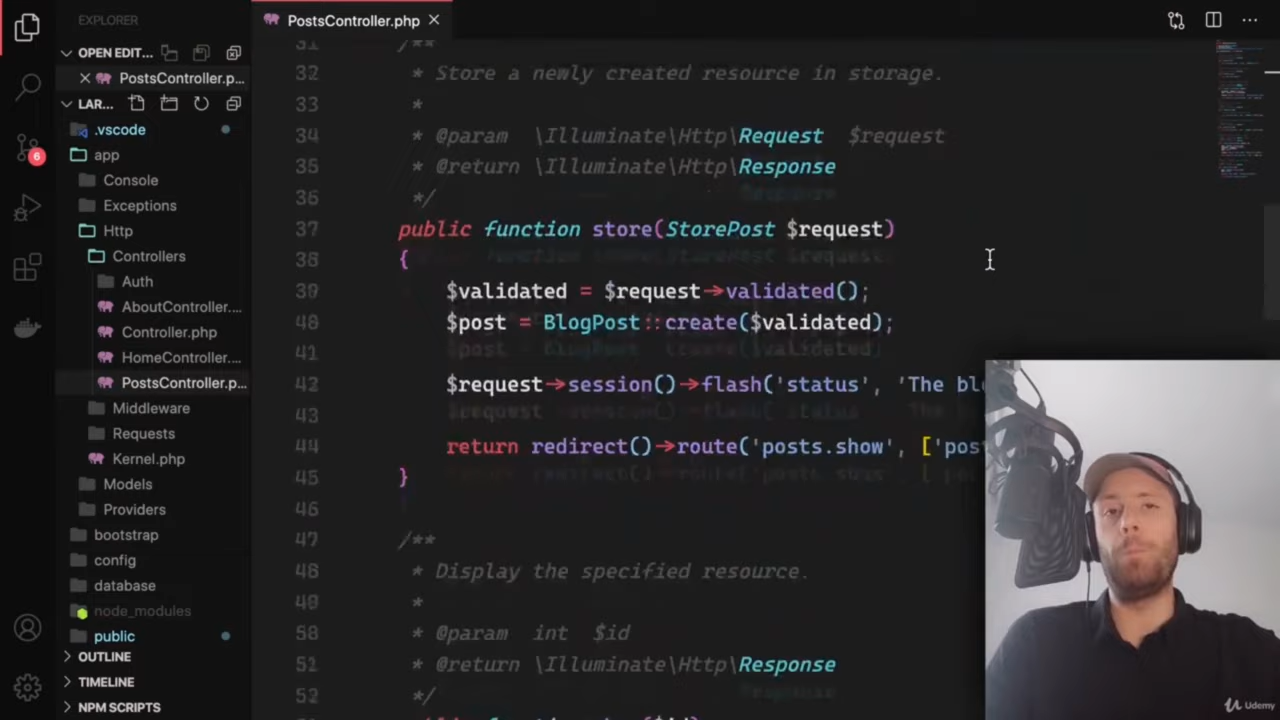 EXPLORER
OPEN EDIT...
PostsController.p...
LAR...
.vscode
app
Console
Exceptions
Http
Controllers
Auth
AboutController....
Controller.php
HomeController....
PostsController.p...
Middleware
Requests
Kernel.php
Models
Providers
bootstrap
config
database
node_modules
public
OUTLINE
TIMELINE
NPM SCRIPTS
6
PostsController.php
31 /**
32 * Store a newly created resource in storage.
33 *
34 * @param \Illuminate\Http\Request $request
35 * @return \Illuminate\Http\Response
36 */
37 public function store(StorePost $request)
38 {
39 $validated = $request->validated();
40 $post = BlogPost::create($validated);
41
42 $request->session()->flash('status', 'The blo
43
44 return redirect()->route('posts.show', ['post
45 }
46
47 /**
48 * Display the specified resource.
49 *
50 * @param int $id
51 * @return \Illuminate\Http\Response
52 */
Udemy